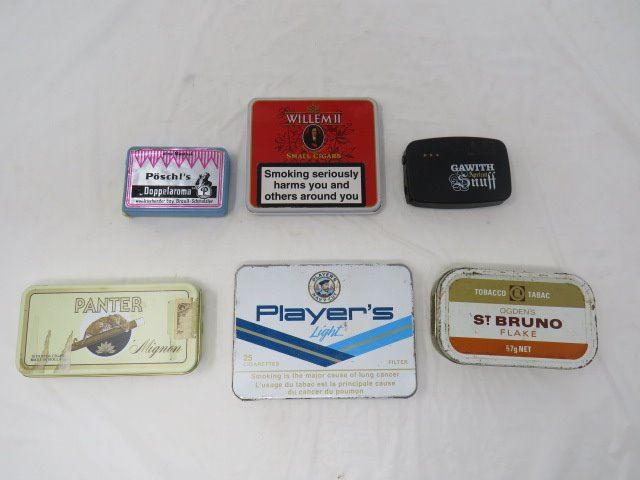 Pöschl's
Doppelaroma
WILLEM II
SMALL CIGARS
Smoking seriously
harms you and
others around you
GAWITH
Apricot
Snuff
PANTER
Mignon
PLAYER'S
Player's
Light
25
CIGARETTES
FILTER
Smoking is the major cause of lung cancer
L'usage du tabac est la principale cause
du cancer du poumon
TOBACCO TABAC
OGDEN'S
ST BRUNO
FLAKE
57g NET